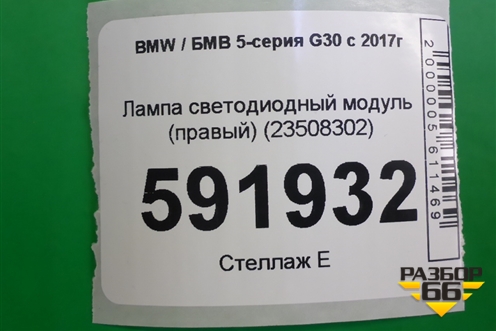 BMW / БМВ 5-серия G30 с 2017г
Лампа светодиодный модуль
(правый) (23508302)
591932
Стеллаж Е
2000005611469
РАЗБОР
66